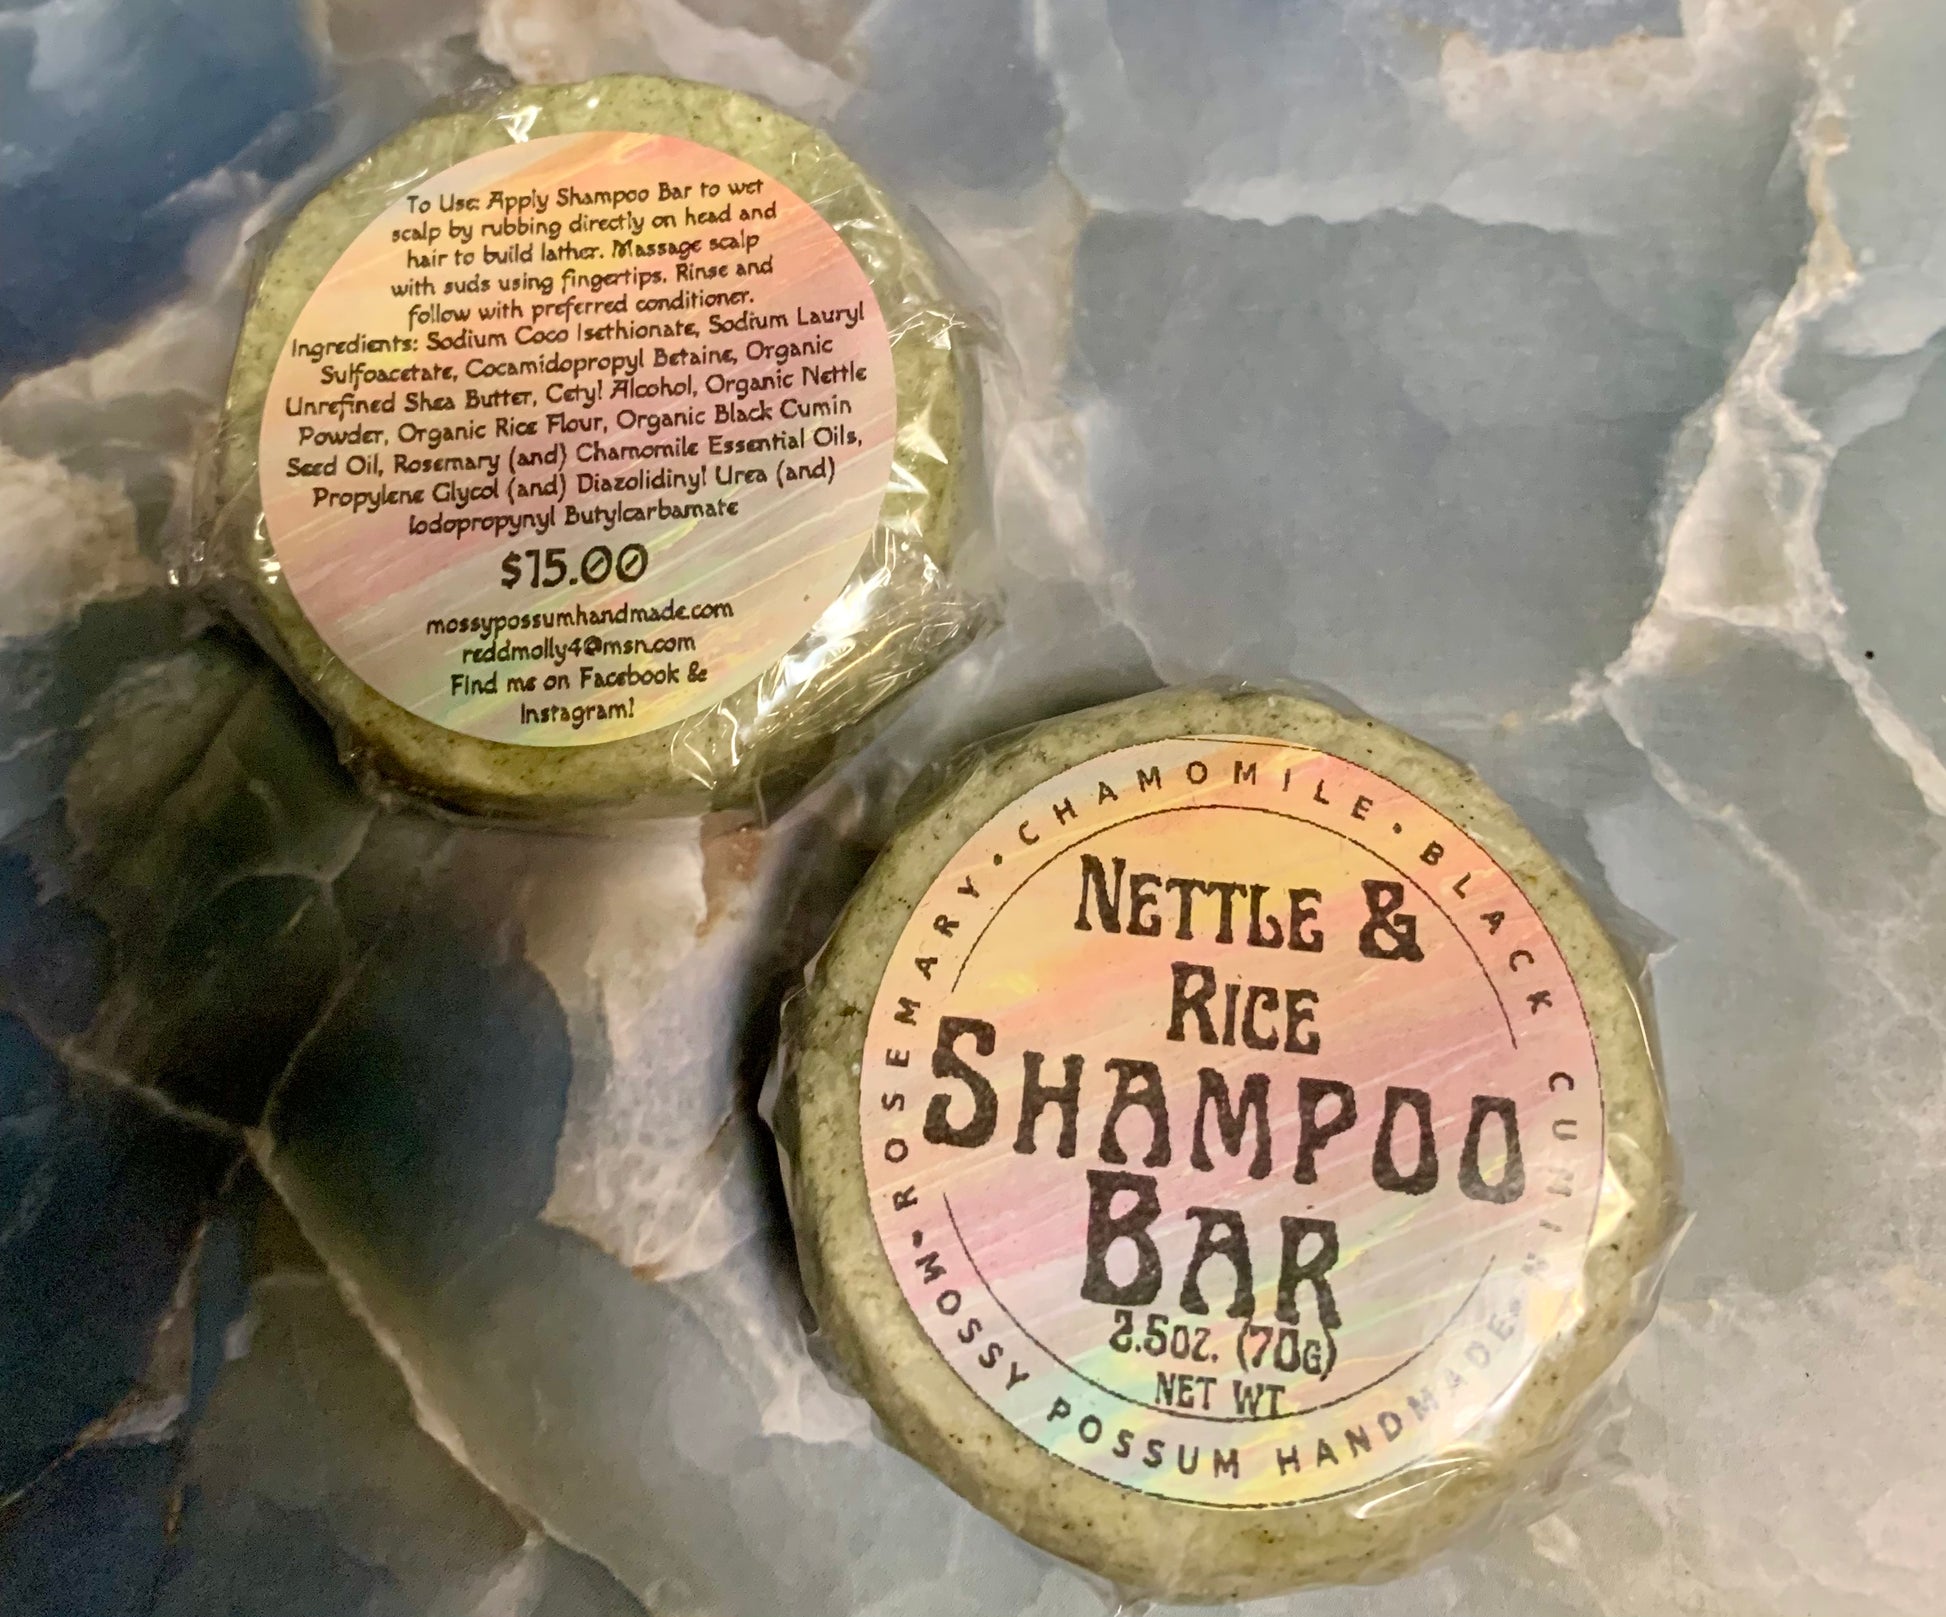 To Use: Apply Shampoo Bar to wet
scalp by rubbing directly on head and
hair to build lather. Massage scalp
with suds using fingertips. Rinse and
follow with preferred conditioner.
Ingredients: Sodium Coco Isethionate, Sodium Lauryl
Sulfoacetate, Cocamidopropyl Betaine, Organic
Unrefined Shea Butter, Cetyl Alcohol, Organic Nettle
Powder, Organic Rice Flour, Organic Black Cumin
Seed Oil, Rosemary (and) Chamomile Essential Oils,
Propylene Glycol (and) Diazolidinyl Urea (and)
Iodopropynyl Butylcarbamate
$15.00
mossypossumhandmade.com
reddmolly4@msn.com
Find me on Facebook &
Instagram!
ROSEMARY • CHAMOMILE • BLACK CUMIN
NETTLE &
RICE
SHAMPOO
BAR
2.5OZ. (70G)
NET WT
~MOSSY POSSUM HANDMADE~